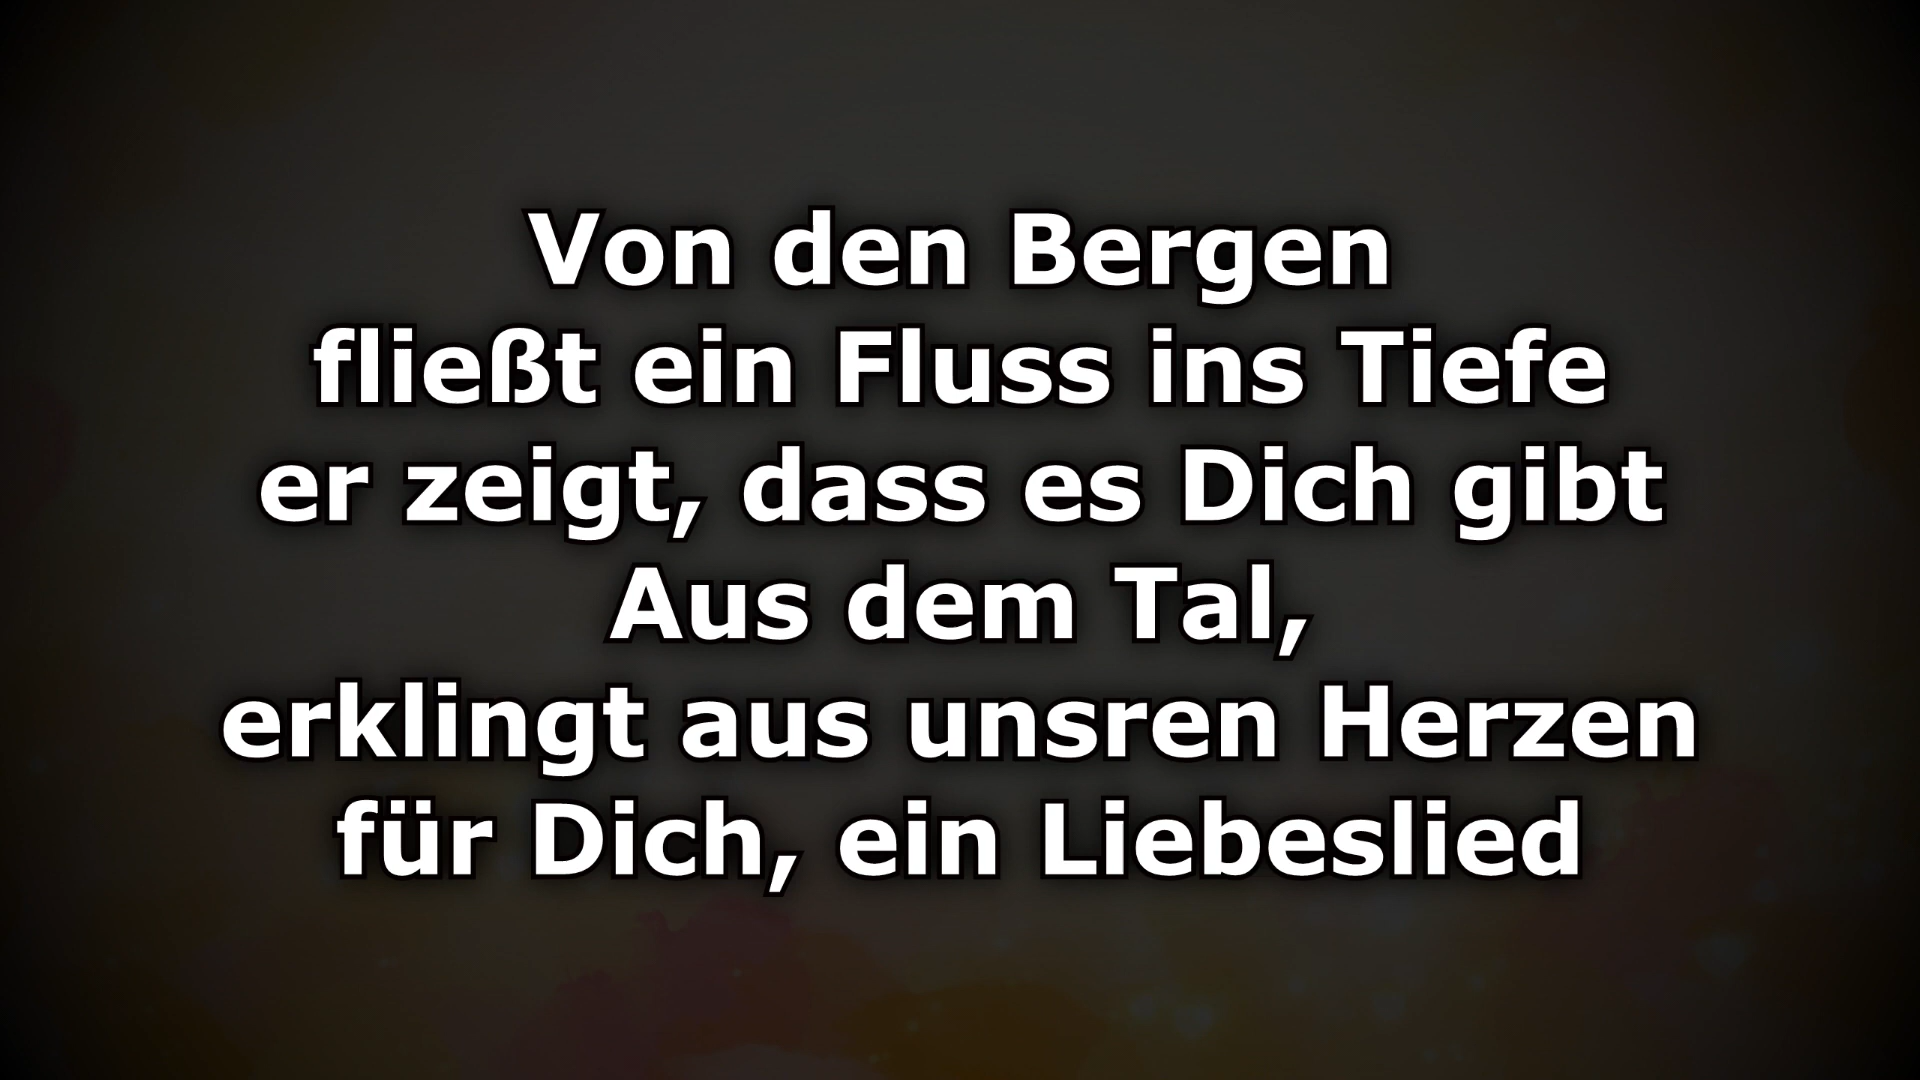 Von den Bergen
fließt ein Fluss ins Tiefe
er zeigt, dass es Dich gibt
Aus dem Tal,
erklingt aus unsren Herzen
für Dich, ein Liebeslied